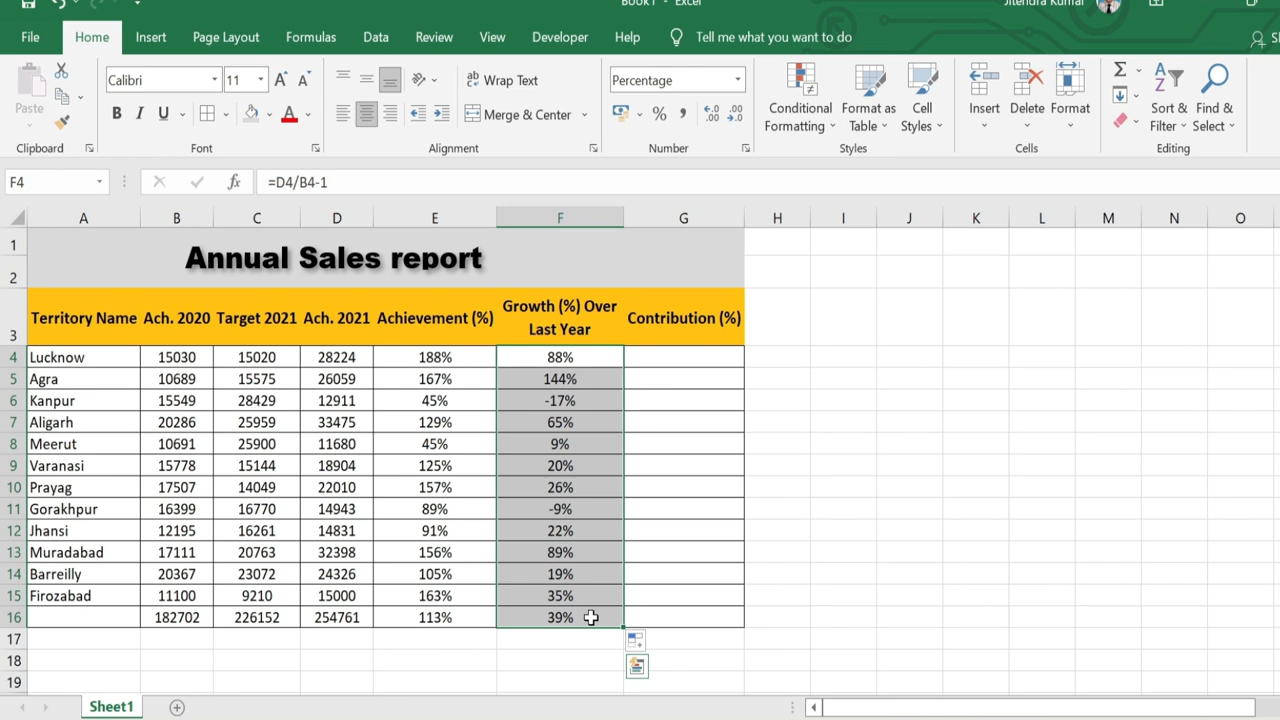 Book1 - Excel
Jitendra Kumar
File Home Insert Page Layout Formulas Data Review View Developer Help Tell me what you want to do
Paste
Calibri 11
B I U A
Wrap Text
Merge & Center
Percentage
%
Conditional Formatting
Format as Table
Cell Styles
Insert
Delete
Format
Sort & Filter
Find & Select
Clipboard Font Alignment Number Styles Cells Editing
F4 fx =D4/B4-1
A B C D E F G H I J K L M N O
1
2 Annual Sales report
3 Territory Name Ach. 2020 Target 2021 Ach. 2021 Achievement (%) Growth (%) Over Last Year Contribution (%)
4 Lucknow 15030 15020 28224 188% 88%
5 Agra 10689 15575 26059 167% 144%
6 Kanpur 15549 28429 12911 45% -17%
7 Aligarh 20286 25959 33475 129% 65%
8 Meerut 10691 25900 11680 45% 9%
9 Varanasi 15778 15144 18904 125% 20%
10 Prayag 17507 14049 22010 157% 26%
11 Gorakhpur 16399 16770 14943 89% -9%
12 Jhansi 12195 16261 14831 91% 22%
13 Muradabad 17111 20763 32398 156% 89%
14 Barreilly 20367 23072 24326 105% 19%
15 Firozabad 11100 9210 15000 163% 35%
16 182702 226152 254761 113% 39%
17
18
19
Sheet1